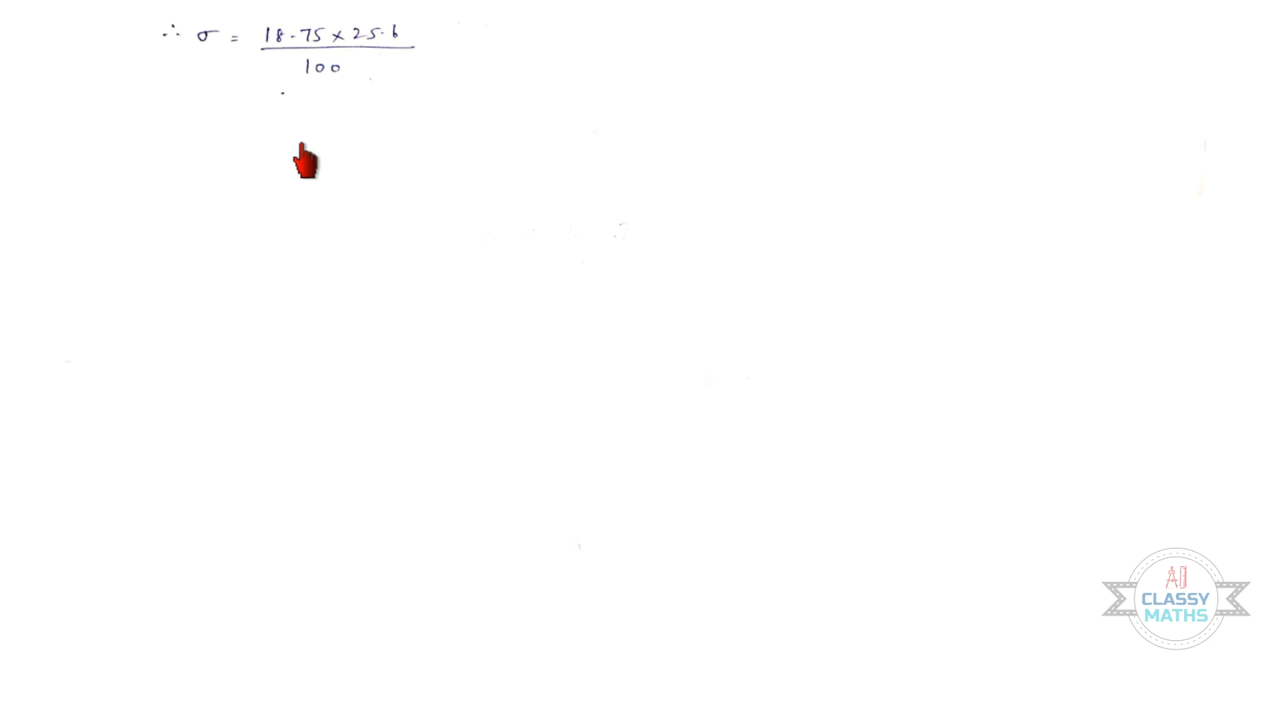 ∴ σ = 18.75 × 25.6
100
CLASSY
MATHS